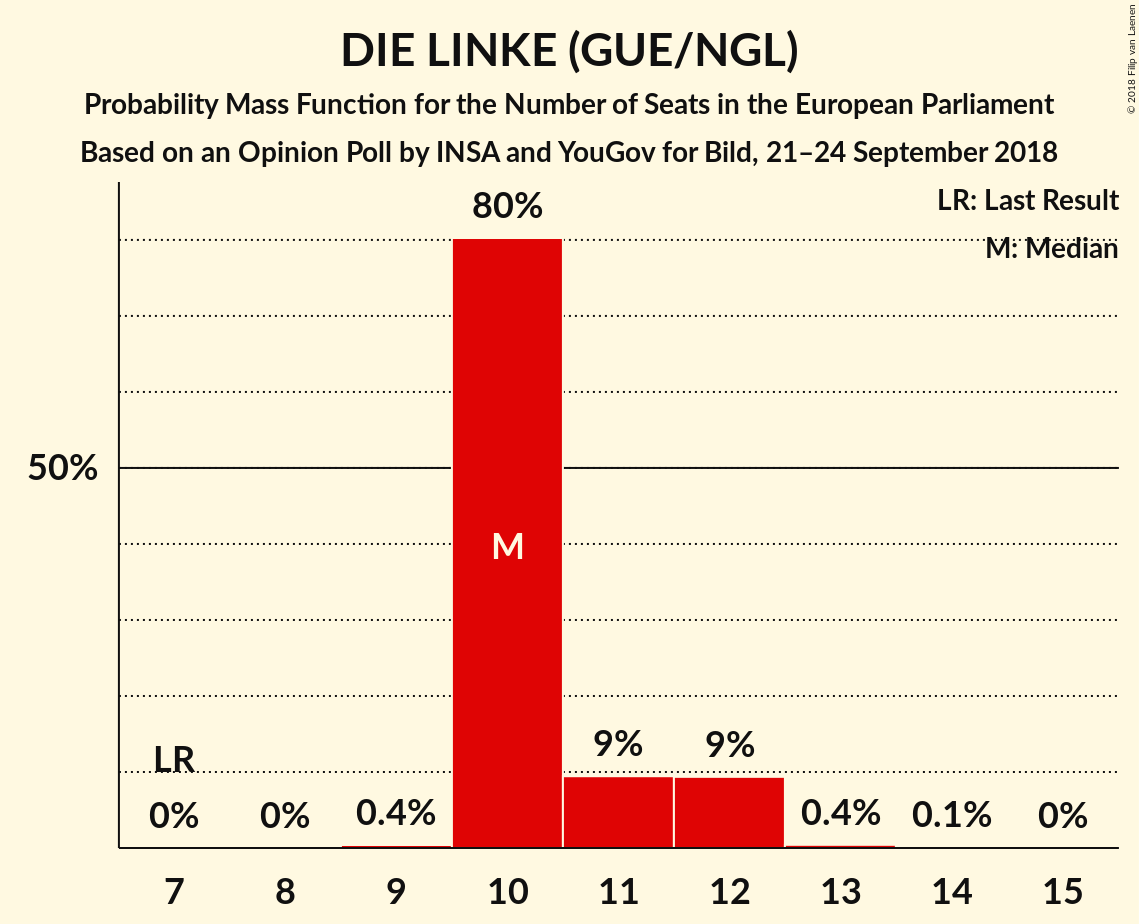 DIE LINKE (GUE/NGL)
Probability Mass Function for the Number of Seats in the European Parliament
Based on an Opinion Poll by INSA and YouGov for Bild, 21–24 September 2018
© 2018 Filip van Laenen
LR: Last Result
M: Median
80%
50%
M
LR
9%
9%
0%
0%
0.4%
0.4%
0.1%
0%
7
8
9
10
11
12
13
14
15